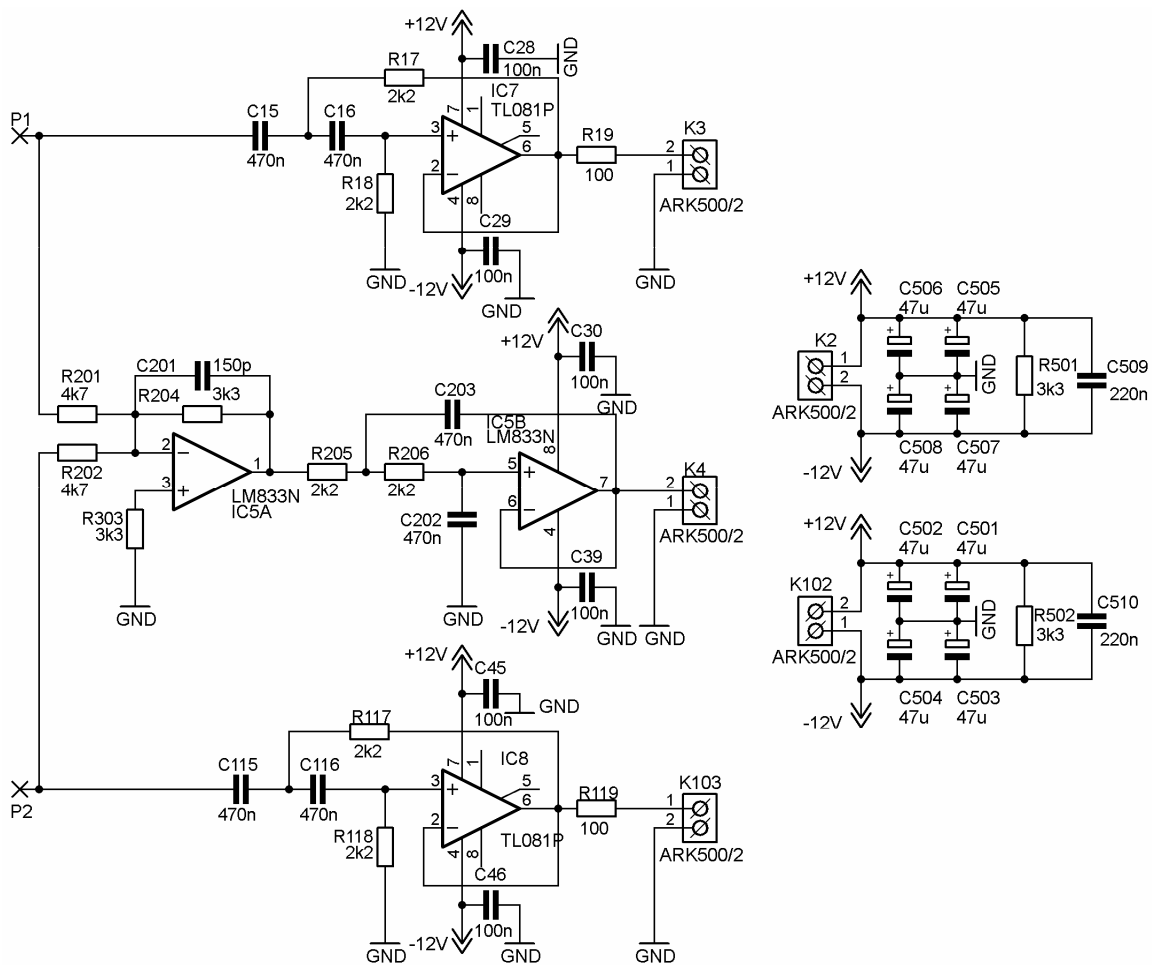 +12V
C28
100n
GND
R17
2k2
IC7
TL081P
P1
C15
470n
C16
470n
7
1
3
+
5
6
2
−
4
8
R18
2k2
R19
100
K3
2
1
ARK500/2
C29
100n
GND
-12V
GND
GND
+12V
C30
100n
GND
C201
150p
R201
4k7
R204
3k3
C203
470n
IC5B
LM833N
8
R202
4k7
2
−
1
3
+
LM833N
IC5A
R303
3k3
GND
R205
2k2
R206
2k2
5
+
7
6
−
4
C202
470n
GND
K4
2
1
ARK500/2
C39
100n
-12V
GND
GND
+12V
C45
100n
GND
R117
2k2
IC8
TL081P
P2
C115
470n
C116
470n
7
1
3
+
5
6
2
−
4
8
R118
2k2
R119
100
K103
1
2
ARK500/2
C46
100n
GND
-12V
GND
GND
+12V
C506
47u
C505
47u
+
+
K2
1
2
ARK500/2
GND
R501
3k3
C509
220n
+
+
-12V
C508
47u
C507
47u
+12V
C502
47u
C501
47u
+
+
K102
2
1
ARK500/2
GND
R502
3k3
C510
220n
+
+
-12V
C504
47u
C503
47u